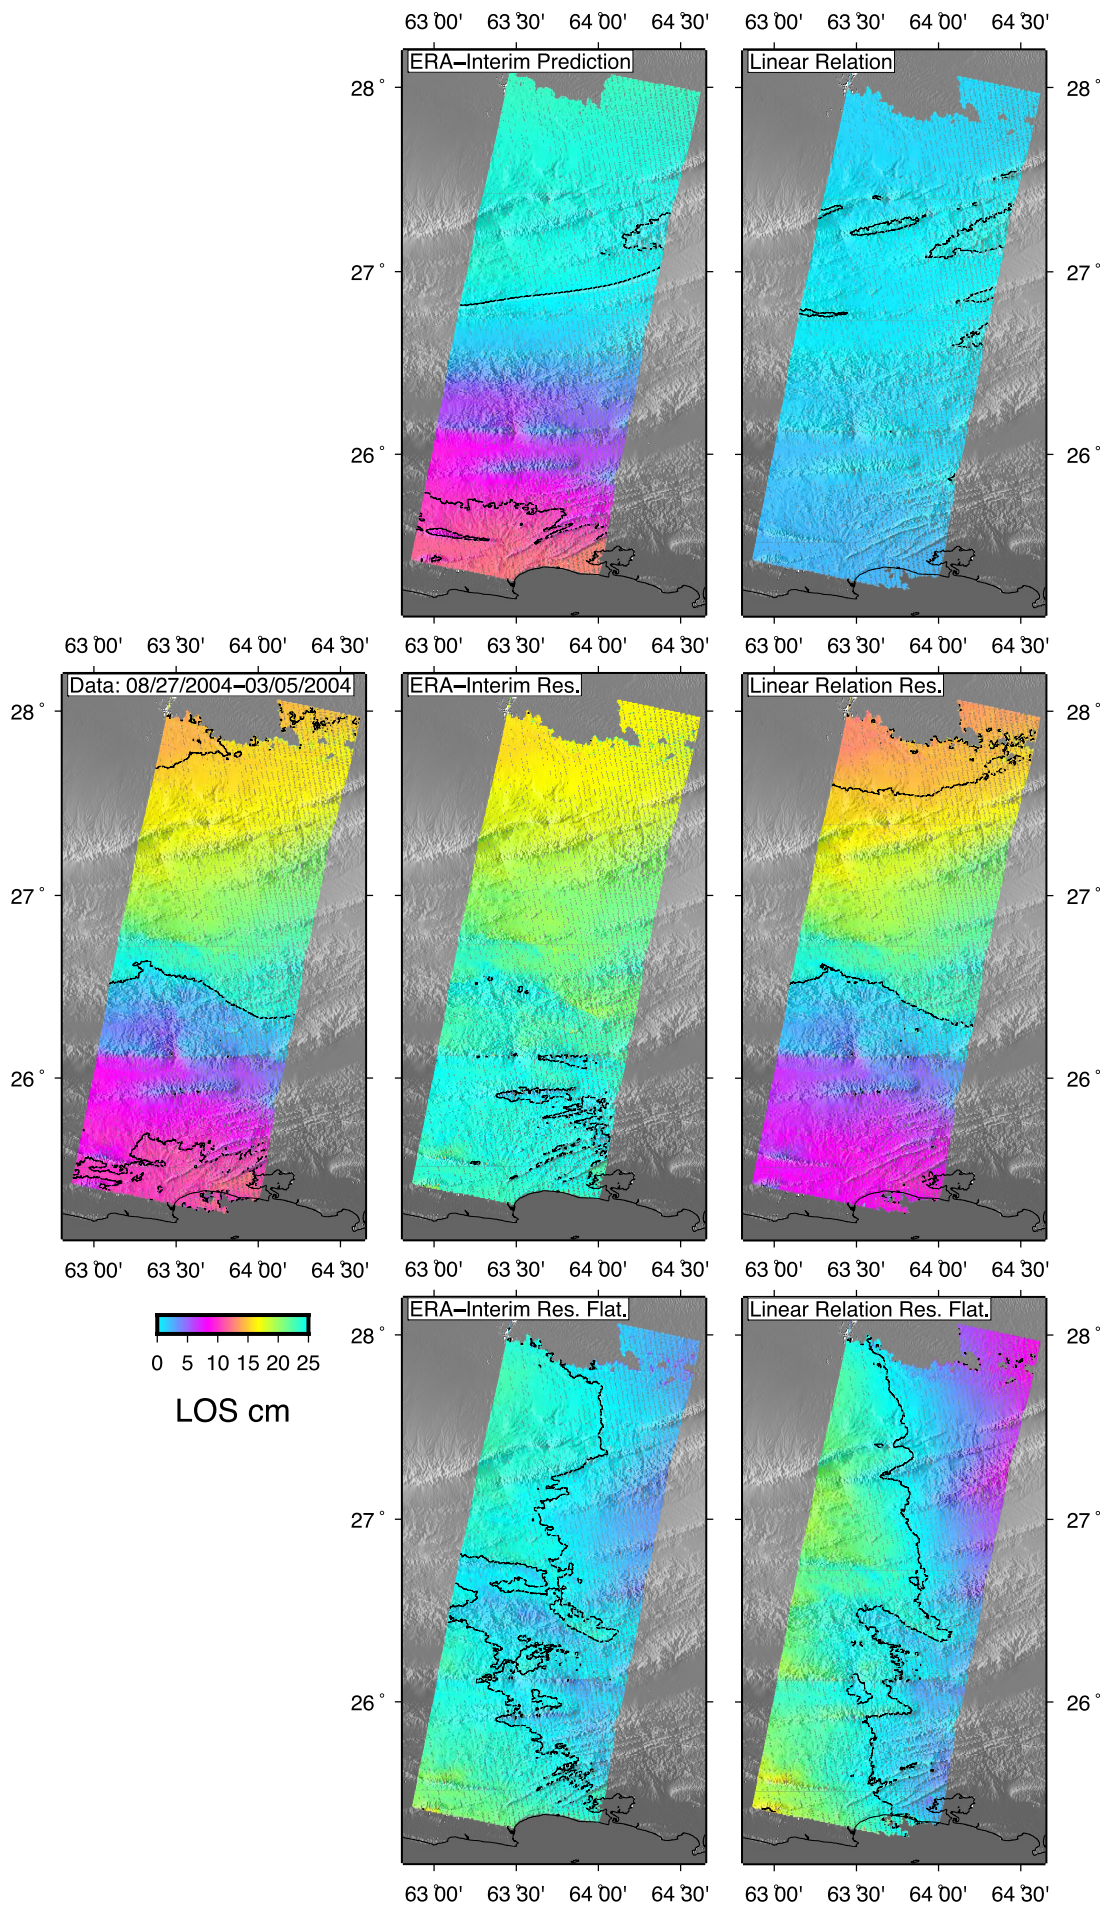 63°00' 63°30' 64°00' 64°30' 63°00' 63°30' 64°00' 64°30'
ERA–Interim Prediction Linear Relation
28° 28°
27° 27°
26° 26°
63°00' 63°30' 64°00' 64°30' 63°00' 63°30' 64°00' 64°30' 63°00' 63°30' 64°00' 64°30'
Data: 08/27/2004–03/05/2004 ERA–Interim Res. Linear Relation Res.
28° 28°
27° 27°
26° 26°
63°00' 63°30' 64°00' 64°30' 63°00' 63°30' 64°00' 64°30' 63°00' 63°30' 64°00' 64°30'
ERA–Interim Res. Flat. Linear Relation Res. Flat.
28° 28°
0 5 10 15 20 25
LOS cm
27° 27°
26° 26°
63°00' 63°30' 64°00' 64°30' 63°00' 63°30' 64°00' 64°30'